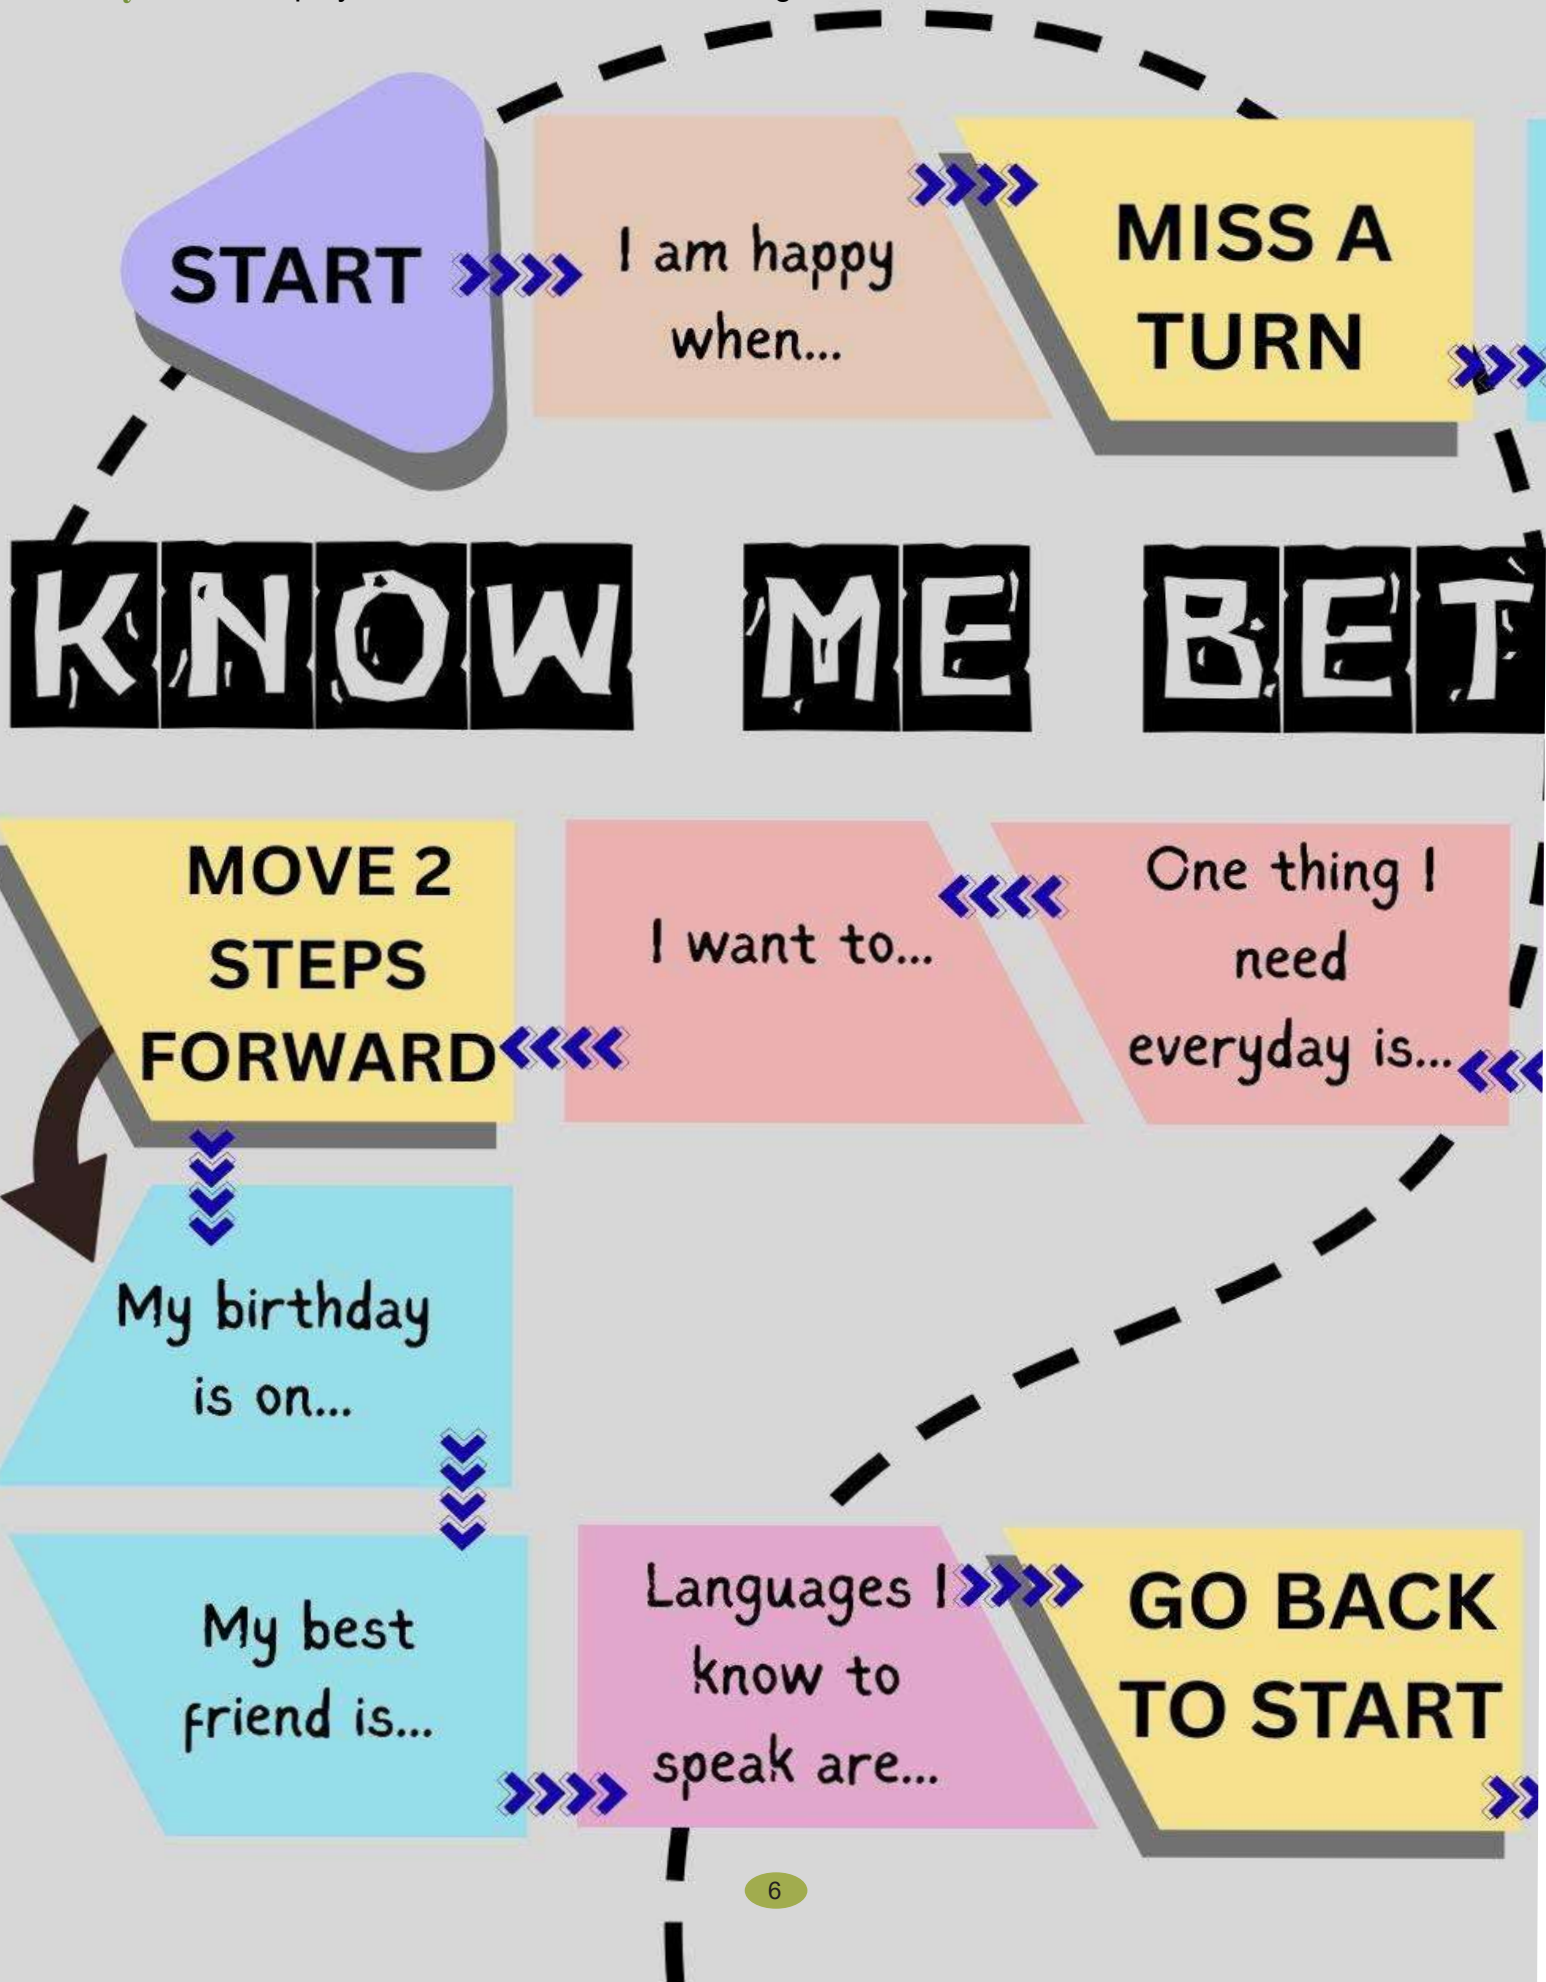 START
I am happy
when...
MISS A
TURN
KNOW ME BET
MOVE 2
STEPS
FORWARD
I want to...
One thing I
need
everyday is...
My birthday
is on...
My best
friend is...
Languages I
know to
speak are...
GO BACK
TO START
6